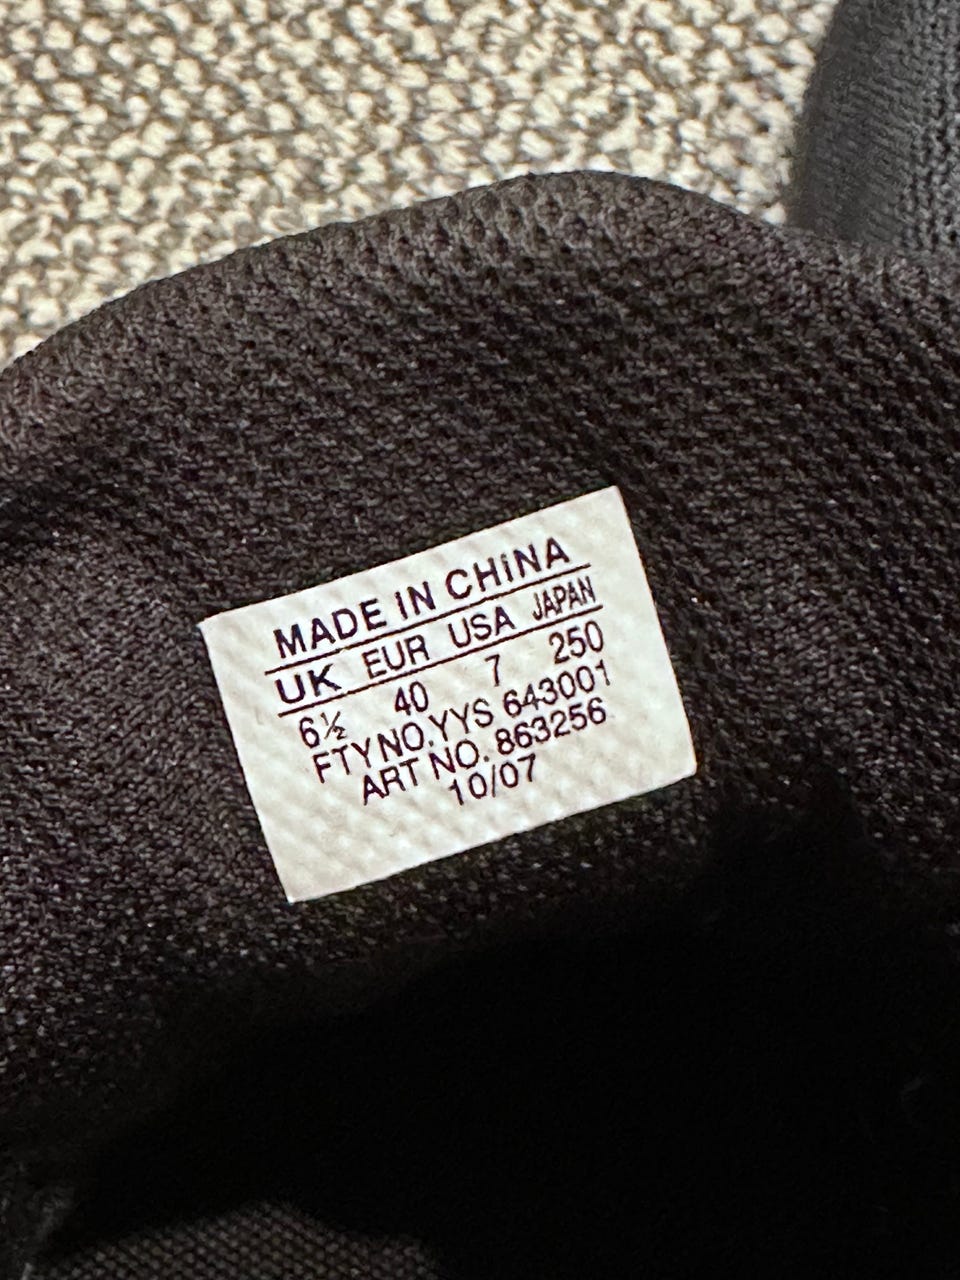 MADE IN CHINA
UK EUR USA JAPAN
6½ 40 7 250
FTYNO.YYS 643001
ART NO. 863256
10/07